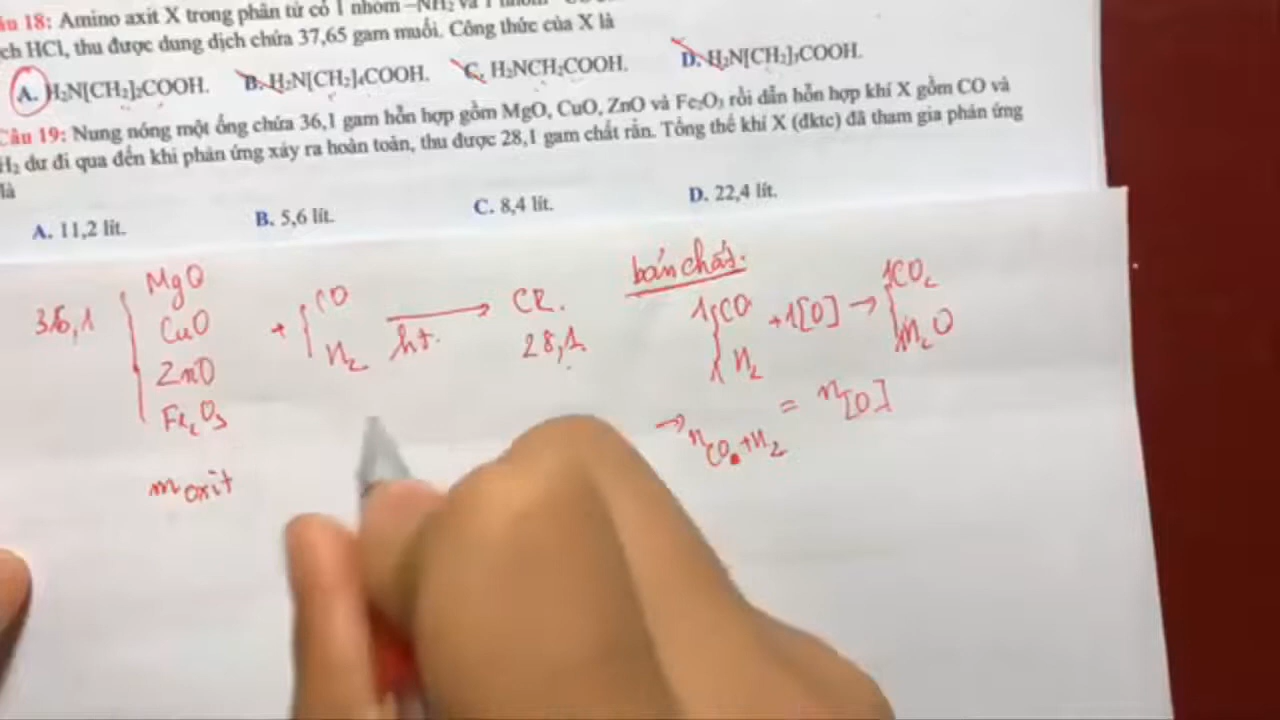 âu 18: Amino axit X trong phân tử có 1 nhóm –NH₂ và 1 nhóm
ch HCl, thu được dung dịch chứa 37,65 gam muối. Công thức của X là
A. H₂N[CH₂]₂COOH. B. H₂N[CH₂]₄COOH. C. H₂NCH₂COOH. D. H₂N[CH₂]₃COOH.
Câu 19: Nung nóng một ống chứa 36,1 gam hỗn hợp gồm MgO, CuO, ZnO và Fe₂O₃ rồi dẫn hỗn hợp khí X gồm CO và
H₂ dư đi qua đến khi phản ứng xảy ra hoàn toàn, thu được 28,1 gam chất rắn. Tổng thể khí X (đktc) đã tham gia phản ứng
là
A. 11,2 lít. B. 5,6 lít. C. 8,4 lít. D. 22,4 lít.
36,1
MgO
CuO
ZnO
Fe₂O₃
+ CO
H₂
ht.
CR.
28,1.
m oxit
bản chất:
1 CO
H₂
+ 1[O] →
1CO₂
H₂O
→ n CO + H₂ = n[O]